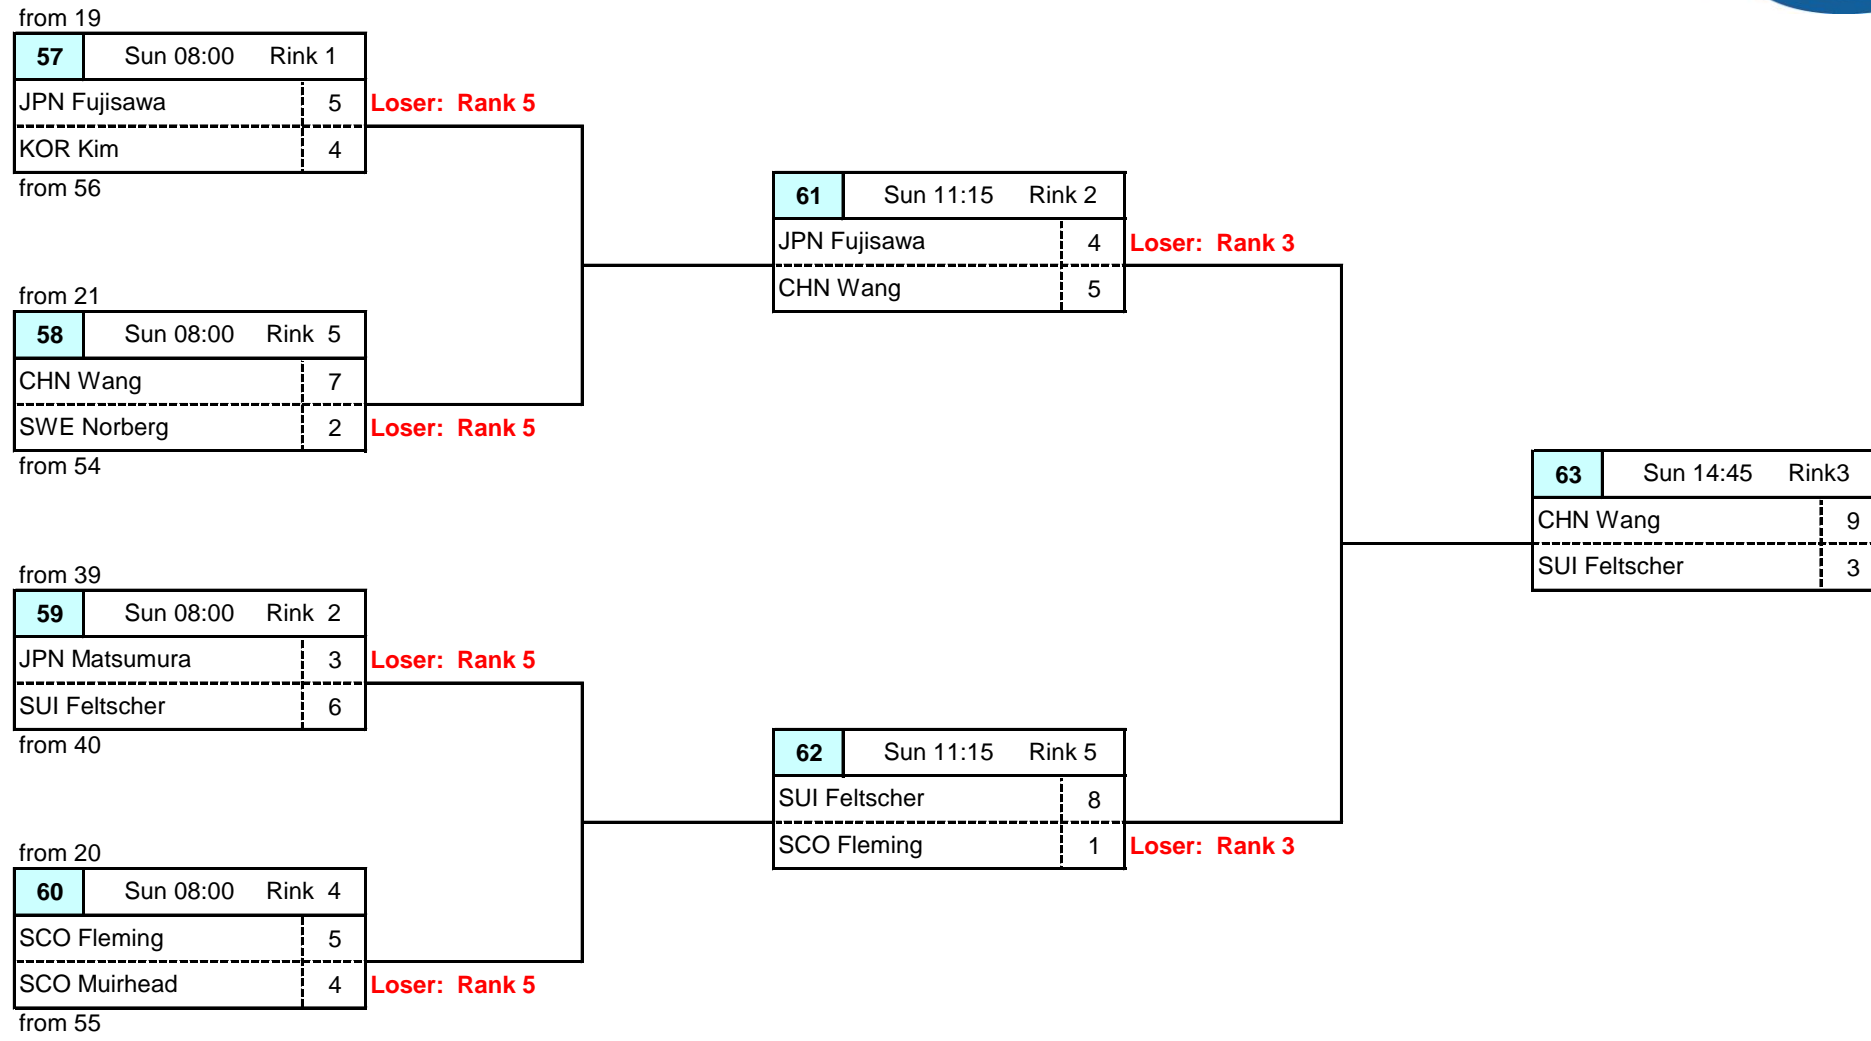 from 19
57 Sun 08:00 Rink 1
JPN Fujisawa 5 Loser: Rank 5
KOR Kim 4
from 56
61 Sun 11:15 Rink 2
JPN Fujisawa 4 Loser: Rank 3
CHN Wang 5
from 21
58 Sun 08:00 Rink 5
CHN Wang 7
SWE Norberg 2 Loser: Rank 5
from 54
63 Sun 14:45 Rink3
CHN Wang 9
SUI Feltscher 3
from 39
59 Sun 08:00 Rink 2
JPN Matsumura 3 Loser: Rank 5
SUI Feltscher 6
from 40
62 Sun 11:15 Rink 5
SUI Feltscher 8
SCO Fleming 1 Loser: Rank 3
from 20
60 Sun 08:00 Rink 4
SCO Fleming 5
SCO Muirhead 4 Loser: Rank 5
from 55